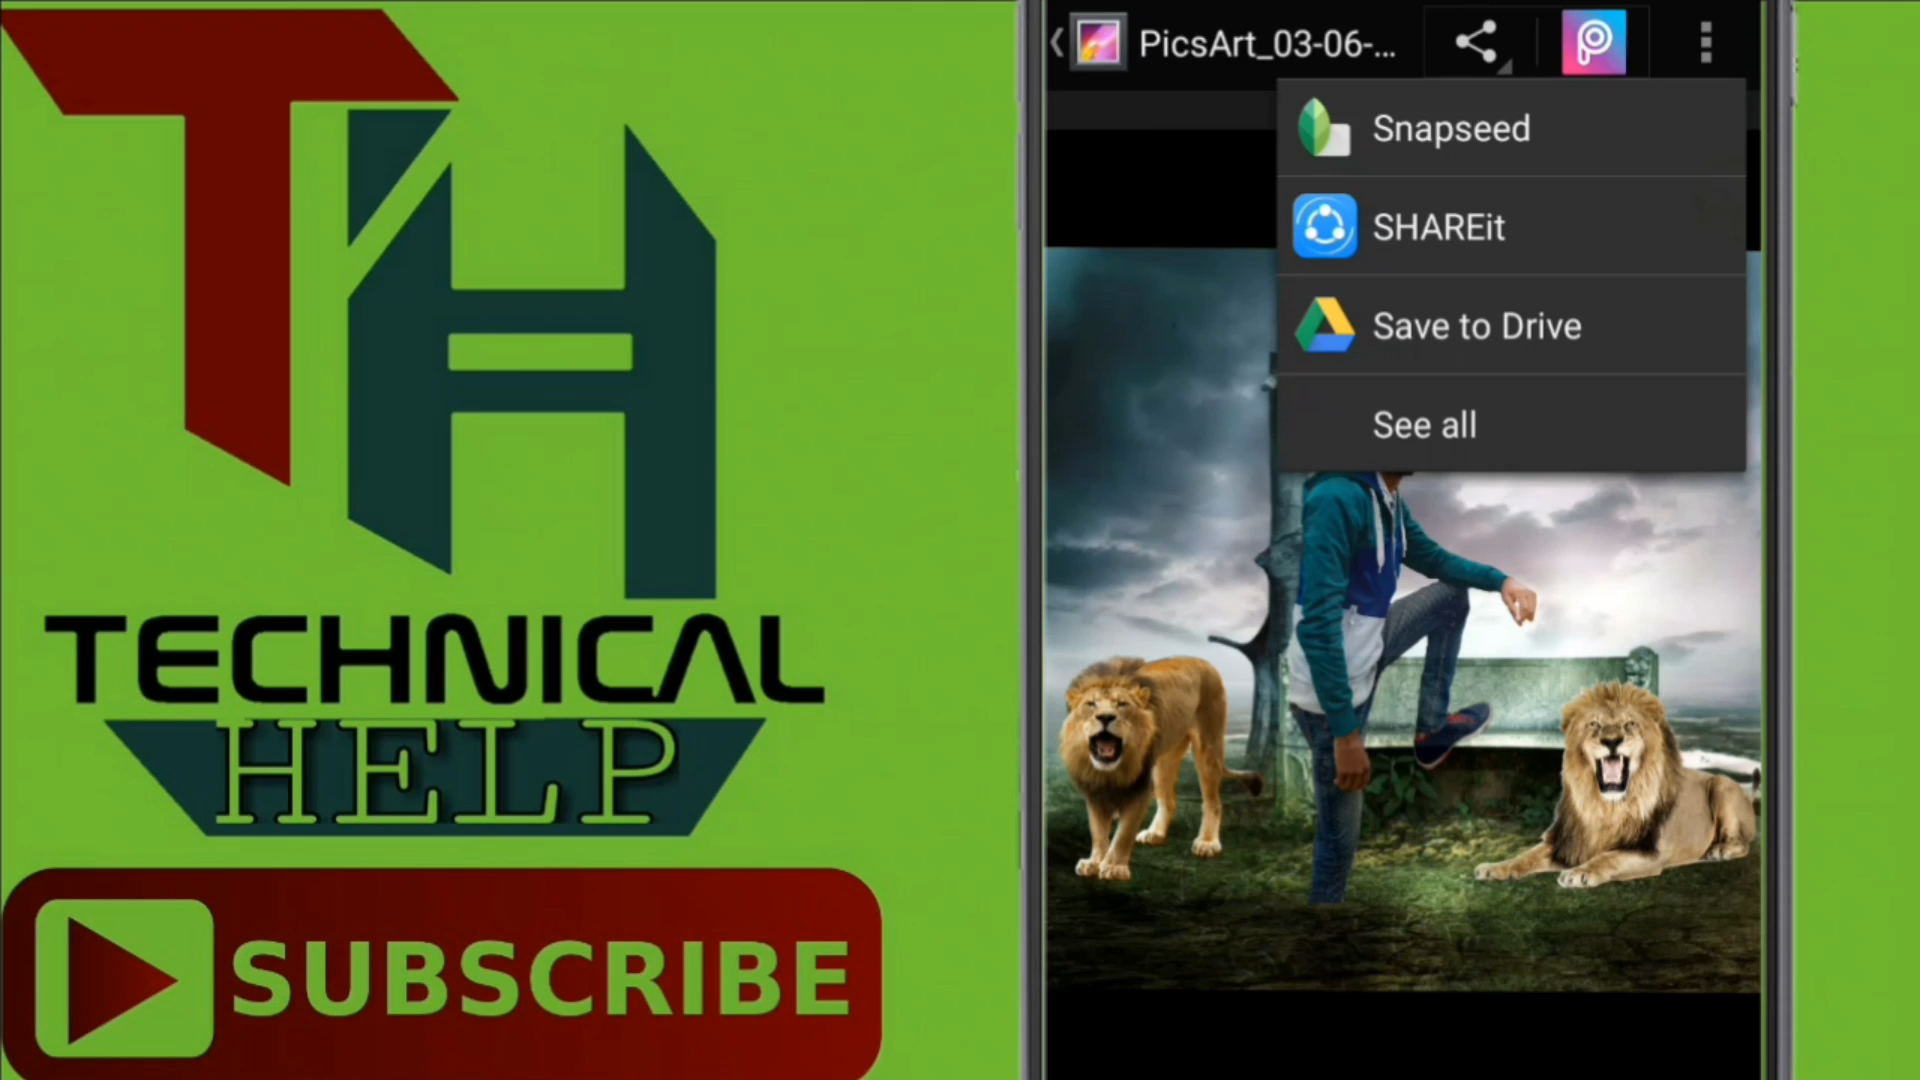 TH
TECHNICAL
HELP
SUBSCRIBE
PicsArt_03-06-...
Snapseed
SHAREit
Save to Drive
See all